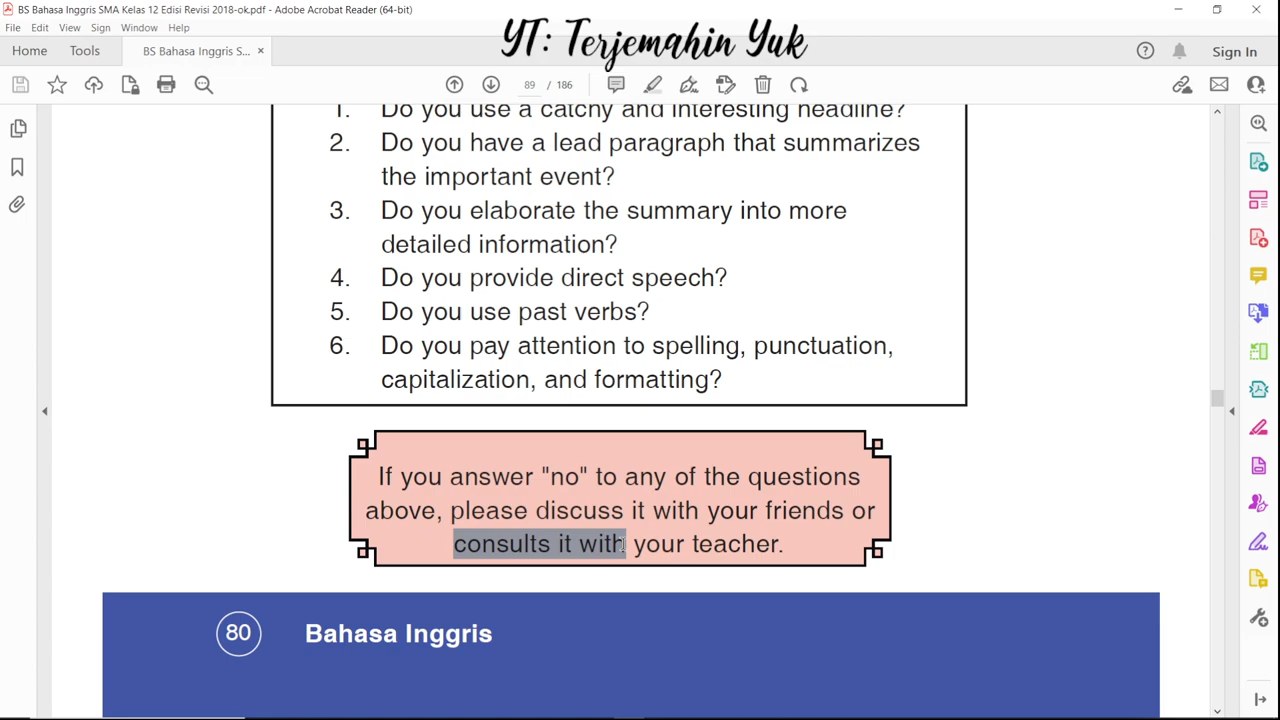 BS Bahasa Inggris SMA Kelas 12 Edisi Revisi 2018-ok.pdf - Adobe Acrobat Reader (64-bit)
File Edit View Sign Window Help
YT: Terjemahin Yuk
Home Tools BS Bahasa Inggris S... × Sign In
89 / 186
1. Do you use a catchy and interesting headline?
2. Do you have a lead paragraph that summarizes
the important event?
3. Do you elaborate the summary into more
detailed information?
4. Do you provide direct speech?
5. Do you use past verbs?
6. Do you pay attention to spelling, punctuation,
capitalization, and formatting?
If you answer "no" to any of the questions
above, please discuss it with your friends or
consults it with your teacher.
80 Bahasa Inggris